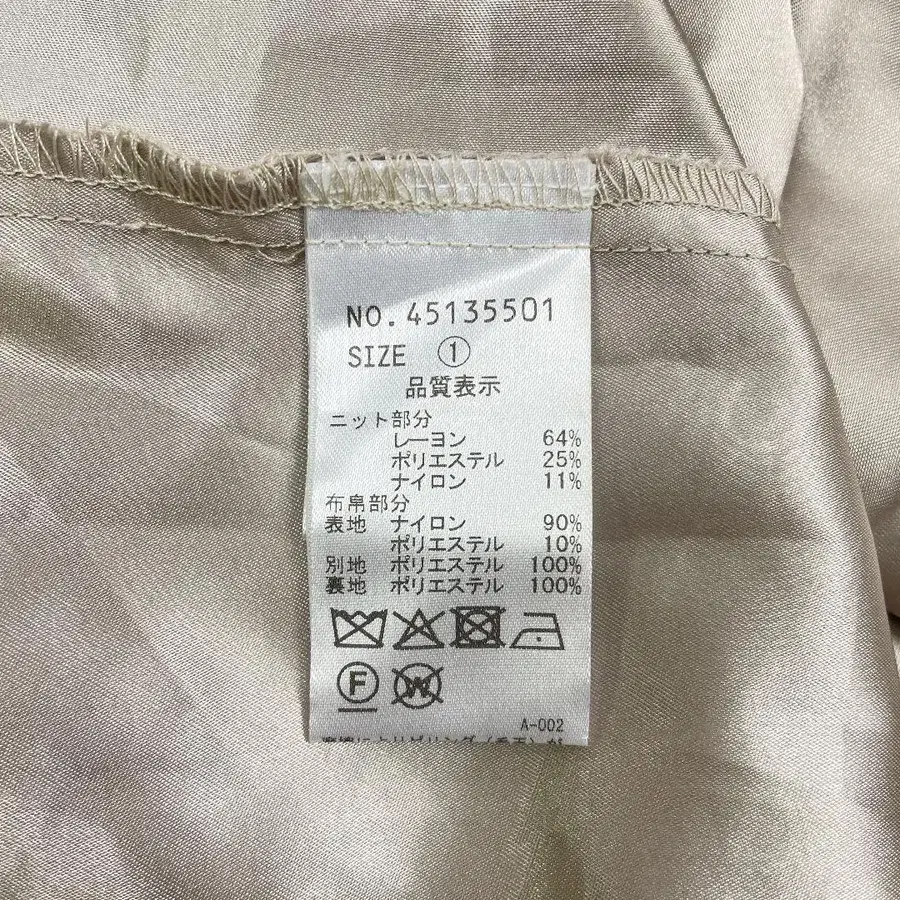 NO. 45135501
SIZE ①
品質表示
ニット部分
レーヨン 64%
ポリエステル 25%
ナイロン 11%
布帛部分
表地 ナイロン 90%
ポリエステル 10%
別地 ポリエステル 100%
裏地 ポリエステル 100%
F W
A-002